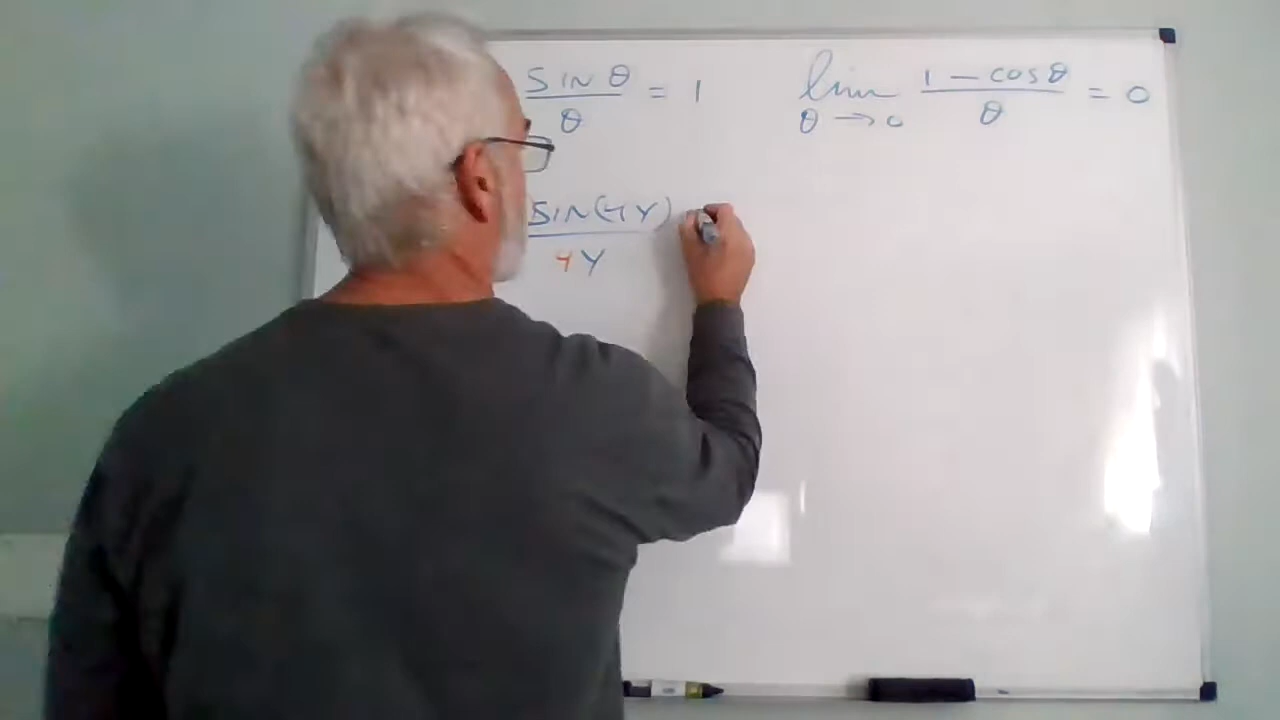 sin θ / θ = 1 lim θ → 0 1 - cos θ / θ = 0
sin(4y) / 4y